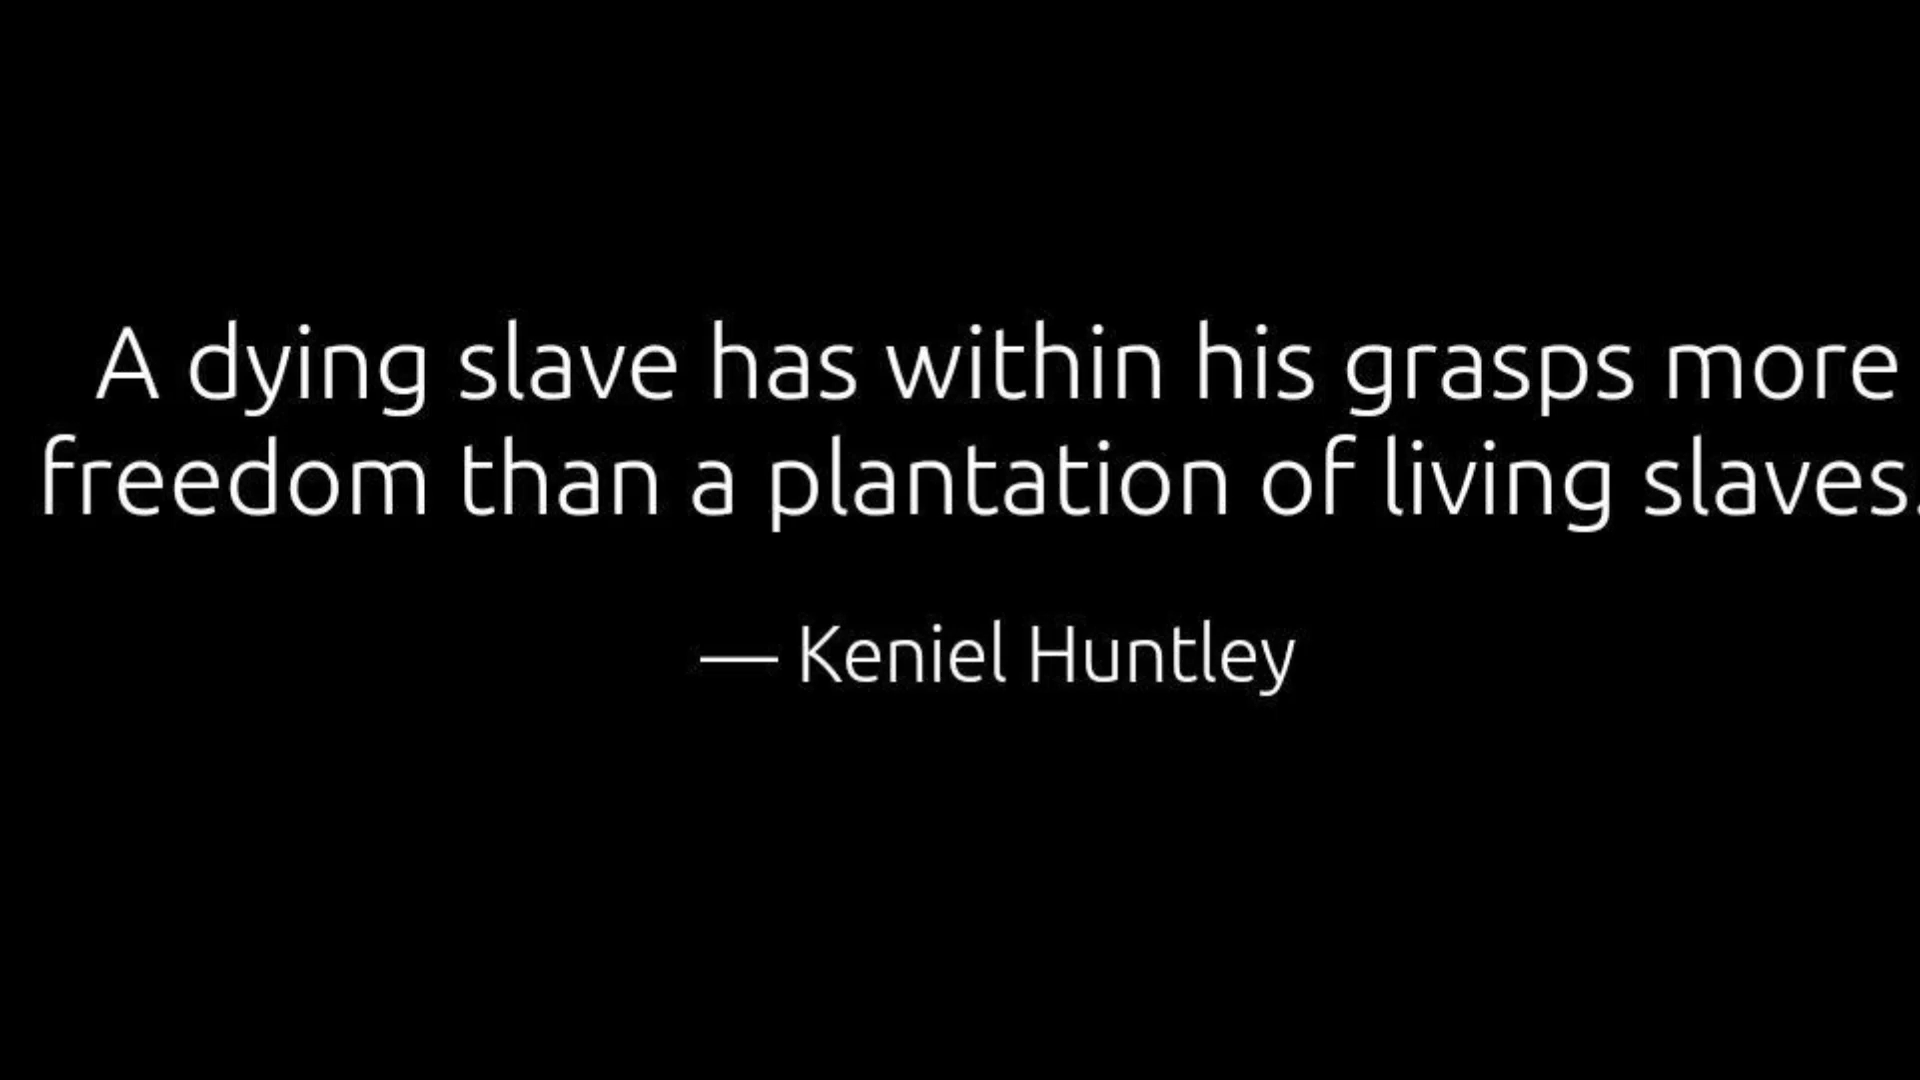 A dying slave has within his grasps more
freedom than a plantation of living slaves.
— Keniel Huntley